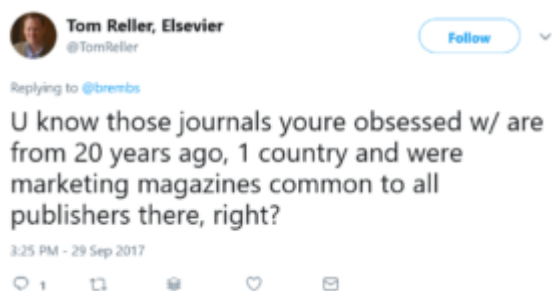 Tom Reller, Elsevier
@TomReller
Follow
Replying to @brembs
U know those journals youre obsessed w/ are
from 20 years ago, 1 country and were
marketing magazines common to all
publishers there, right?
3:25 PM - 29 Sep 2017
1